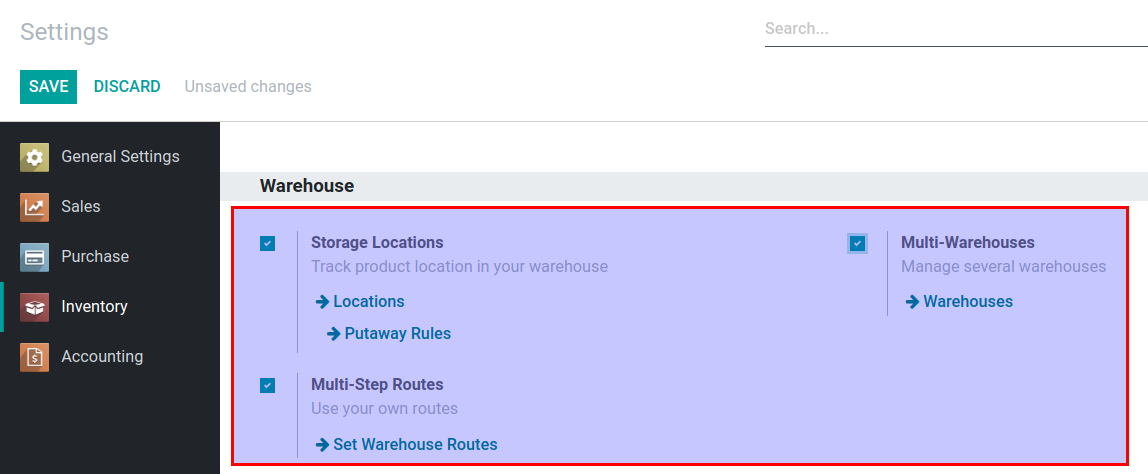 Settings
Search...
SAVE DISCARD Unsaved changes
General Settings
Sales
Purchase
Inventory
Accounting
Warehouse
Storage Locations
Track product location in your warehouse
Locations
Putaway Rules
Multi-Warehouses
Manage several warehouses
Warehouses
Multi-Step Routes
Use your own routes
Set Warehouse Routes